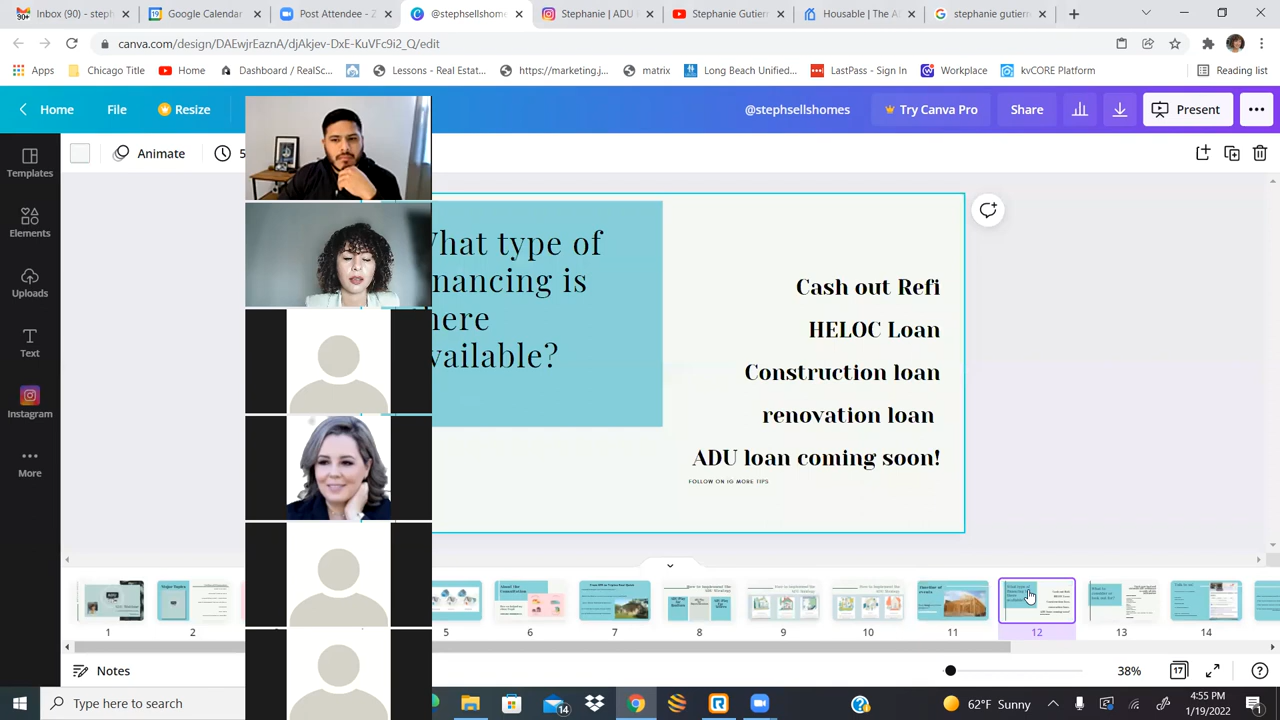 Inbox (90) - steph
Google Calendar
Post Attendee - Z
@stephsellshomes
Stephanie | ADU
Stephanie Gutier
Housable | The A
stephanie gutierr
canva.com/design/DAEwjrEaznA/djAkjev-DxE-KuVFc9i2_Q/edit
Apps
Chicago Title
Home
Dashboard / RealSc...
Lessons - Real Estat...
https://marketing.j...
matrix
Long Beach Unified...
LastPass - Sign In
Workplace
kvCORE Platform
Reading list
Home
File
Resize
@stephsellshomes
Try Canva Pro
Share
Present
Animate
5
Templates
Elements
Uploads
Text
Instagram
More
What type of
nancing is
here
vailable?
Cash out Refi
HELOC Loan
Construction loan
renovation loan
ADU loan coming soon!
FOLLOW ON IG MORE TIPS
1
2
5
6
7
8
9
10
11
12
13
14
Notes
38%
17
Type here to search
14
62°F Sunny
4:55 PM
1/19/2022